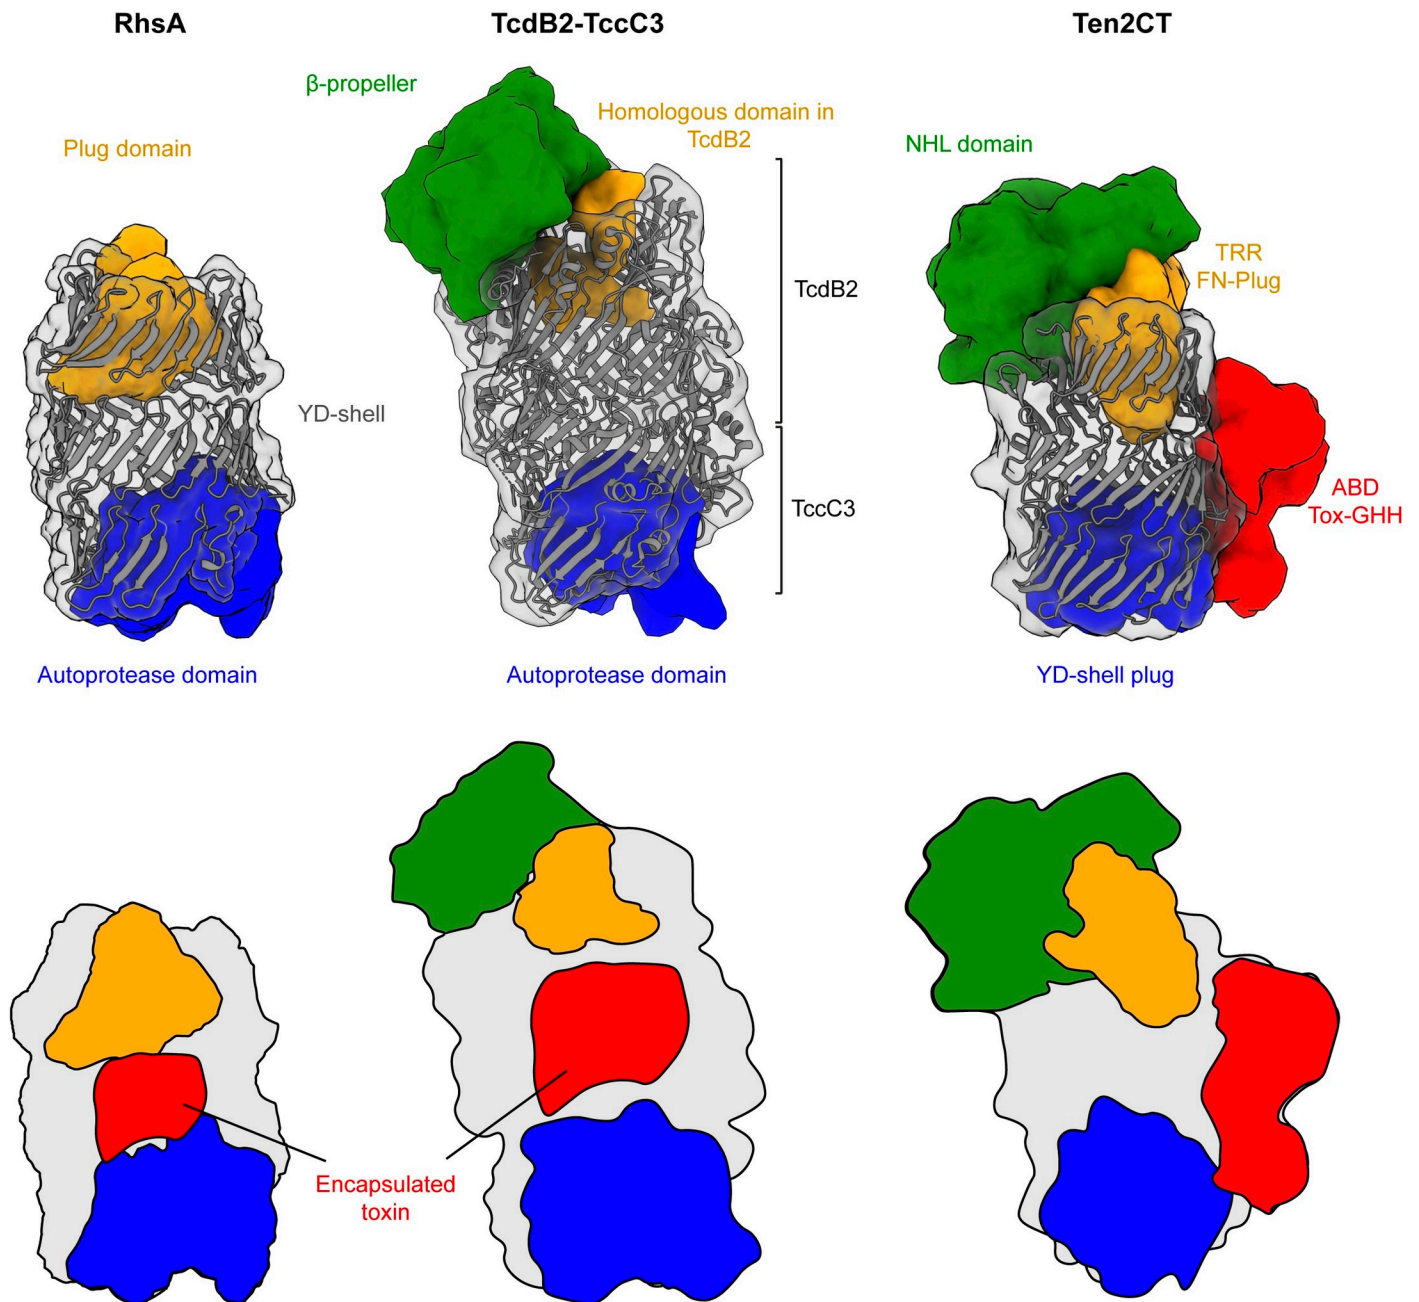 RhsA
TcdB2-TccC3
Ten2CT
β-propeller
Homologous domain in
TcdB2
Plug domain
NHL domain
TRR
FN-Plug
TcdB2
YD-shell
ABD
Tox-GHH
TccC3
Autoprotease domain
Autoprotease domain
YD-shell plug
Encapsulated
toxin